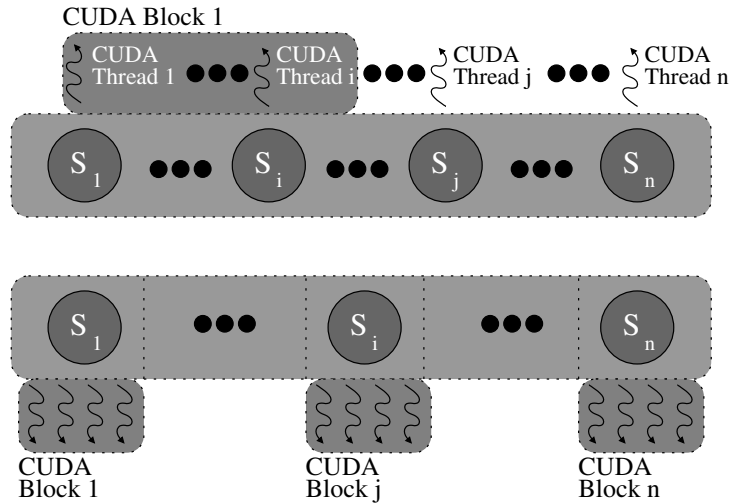 CUDA Block 1
CUDA
Thread 1
CUDA
Thread i
CUDA
Thread j
CUDA
Thread n
S1
Si
Sj
Sn
S1
Si
Sn
CUDA
Block 1
CUDA
Block j
CUDA
Block n